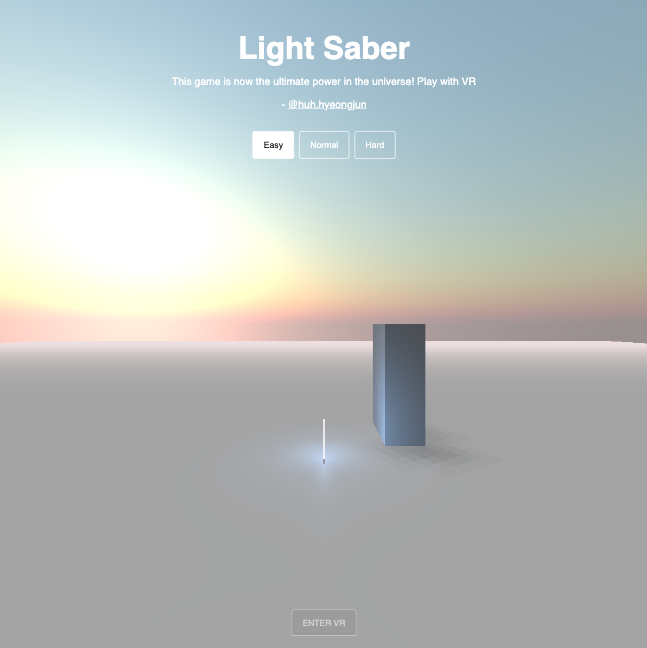 Light Saber
This game is now the ultimate power in the universe! Play with VR
- @huh.hyeongjun
Easy Normal Hard
ENTER VR